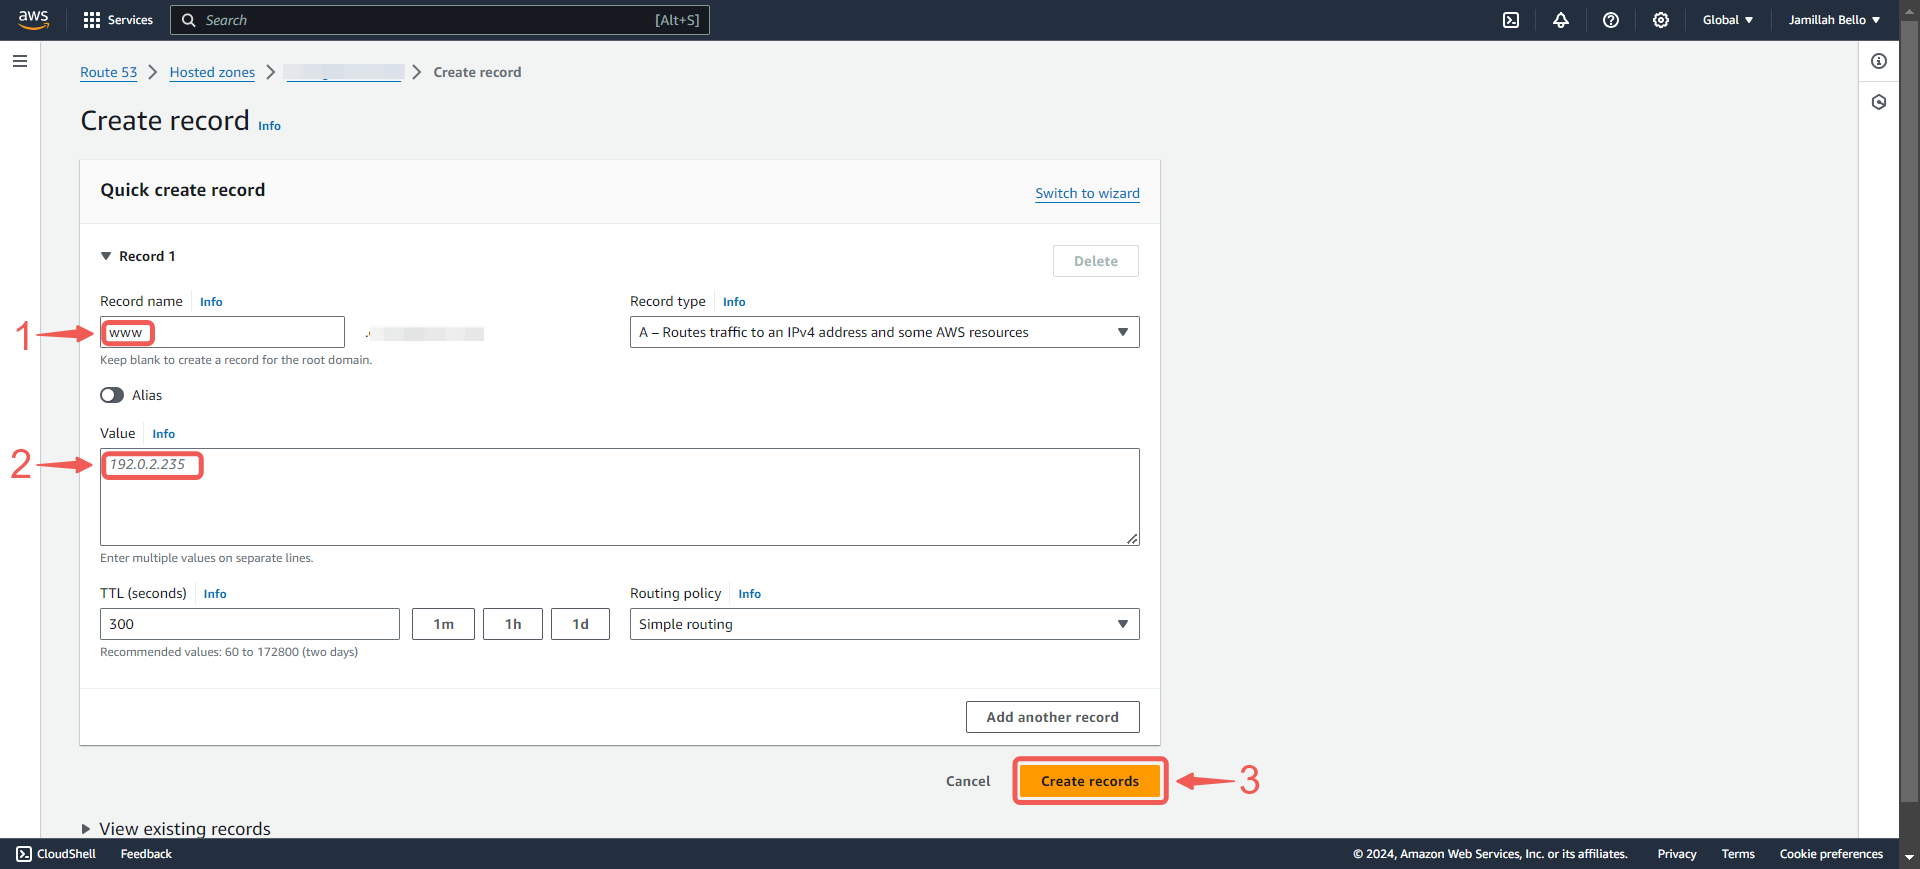 aws Services Search [Alt+S] Global Jamillah Bello
Route 53 Hosted zones Create record
Create record Info
Quick create record Switch to wizard
Record 1 Delete
Record name Info Record type Info
1 www A – Routes traffic to an IPv4 address and some AWS resources
Keep blank to create a record for the root domain.
Alias
Value Info
2 192.0.2.235
Enter multiple values on separate lines.
TTL (seconds) Info Routing policy Info
300 1m 1h 1d Simple routing
Recommended values: 60 to 172800 (two days)
Add another record
Cancel Create records 3
View existing records
CloudShell Feedback © 2024, Amazon Web Services, Inc. or its affiliates. Privacy Terms Cookie preferences